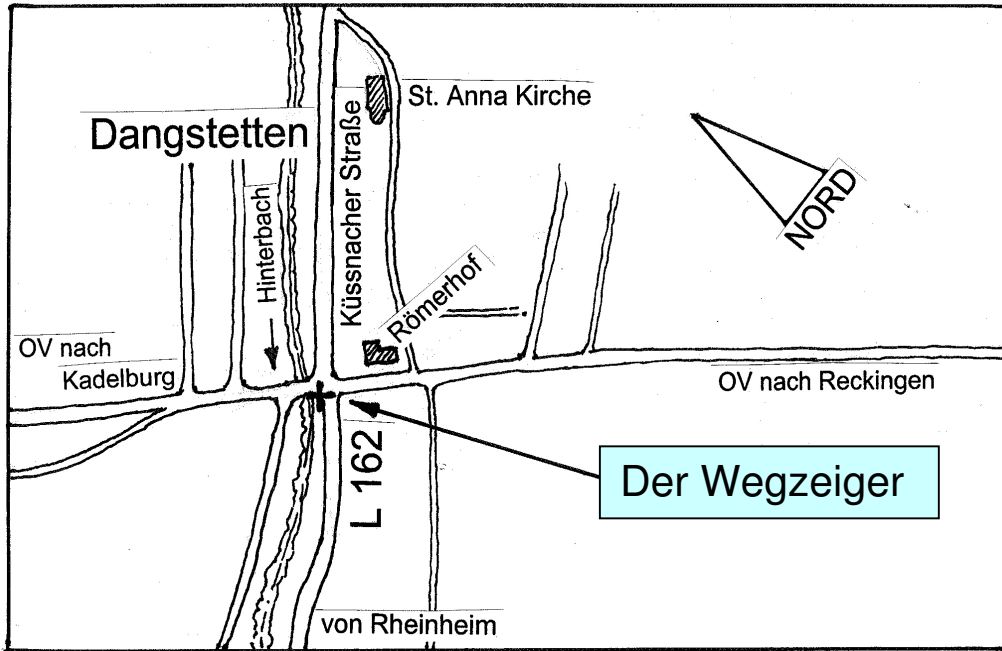 St. Anna Kirche
Dangstetten
Küssnacher Straße
Hinterbach
NORD
Römerhof
OV nach
Kadelburg
OV nach Reckingen
L 162
Der Wegzeiger
von Rheinheim